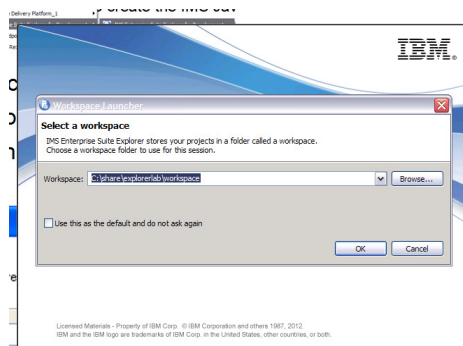 Delivery Platform_1
IBM
Workspace Launcher
Select a workspace
IMS Enterprise Suite Explorer stores your projects in a folder called a workspace.
Choose a workspace folder to use for this session.
Workspace: C:\share\explorerlab\workspace Browse...
Use this as the default and do not ask again
OK Cancel
Licensed Materials - Property of IBM Corp. © IBM Corporation and others 1987, 2012.
IBM and the IBM logo are trademarks of IBM Corp. in the United States, other countries, or both.